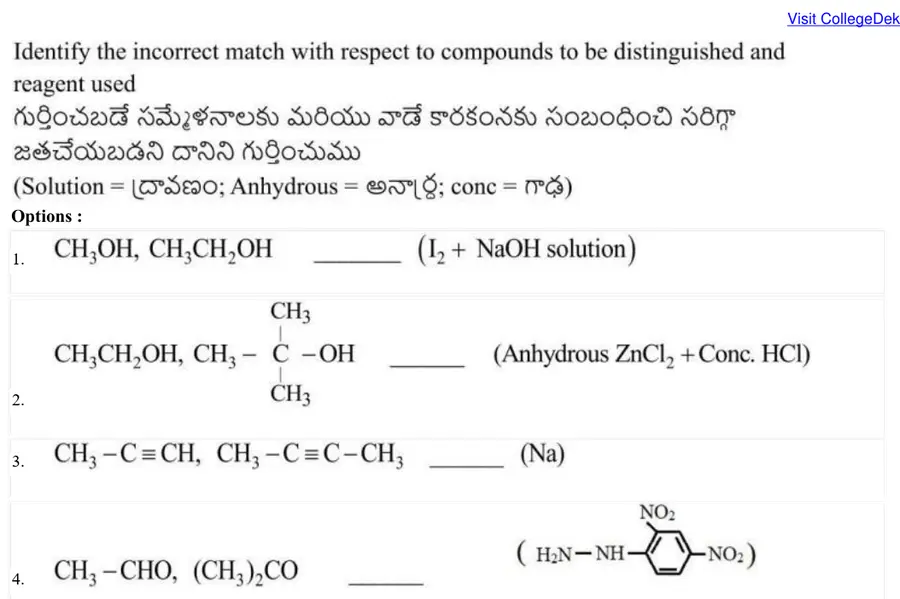 Visit CollegeDek
Identify the incorrect match with respect to compounds to be distinguished and
reagent used
గుర్తించబడే సమ్మేళనాలకు మరియు వాడే కారకంనకు సంబంధించి సరిగ్గా
జతచేయబడని దానిని గుర్తించుము
(Solution = ద్రావణం; Anhydrous = అనార్ద్ర; conc = గాఢ)
Options :
1. CH₃OH, CH₃CH₂OH ________ (I₂ + NaOH solution)
CH₃
|
CH₃CH₂OH, CH₃ – C – OH _______ (Anhydrous ZnCl₂ + Conc. HCl)
|
2. CH₃
3. CH₃ – C ≡ CH, CH₃ – C ≡ C – CH₃ _______ (Na)
NO₂
( H₂N – NH – –NO₂ )
4. CH₃ – CHO, (CH₃)₂CO _______